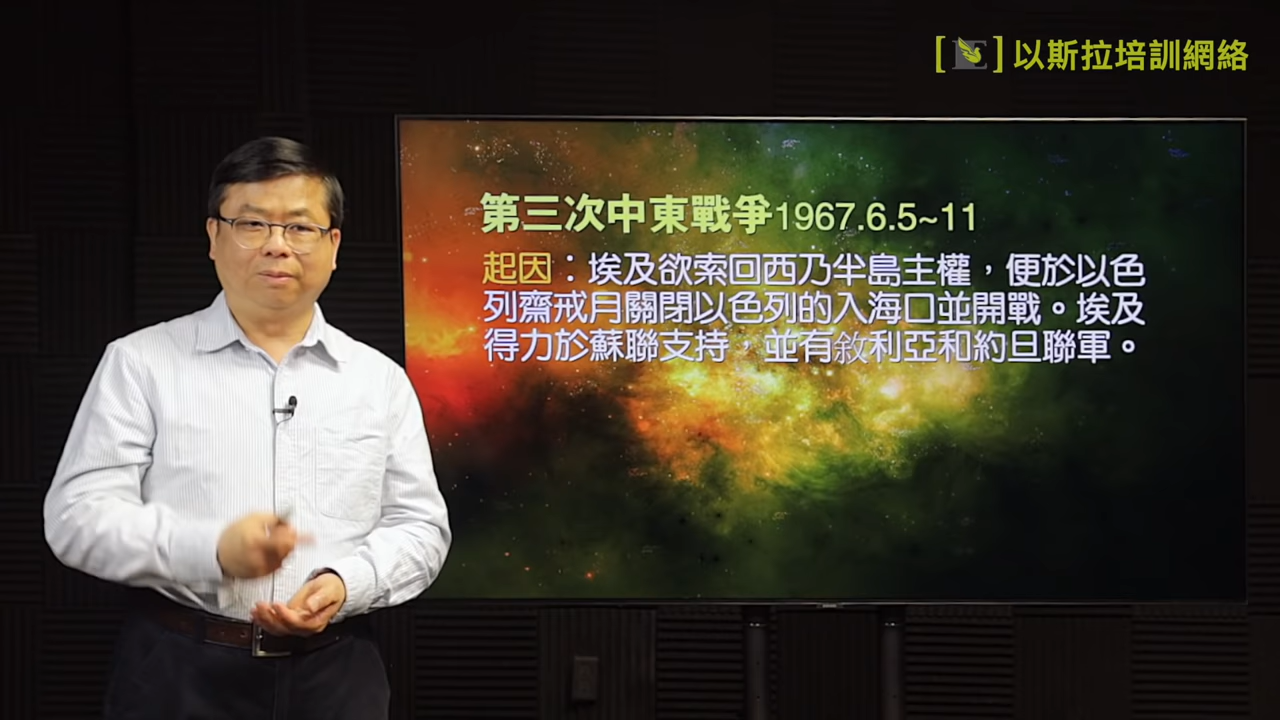 以斯拉培訓網絡
第三次中東戰爭1967.6.5~11
起因：埃及欲索回西乃半島主權，便於以色
列齋戒月關閉以色列的入海口並開戰。埃及
得力於蘇聯支持，並有敘利亞和約旦聯軍。